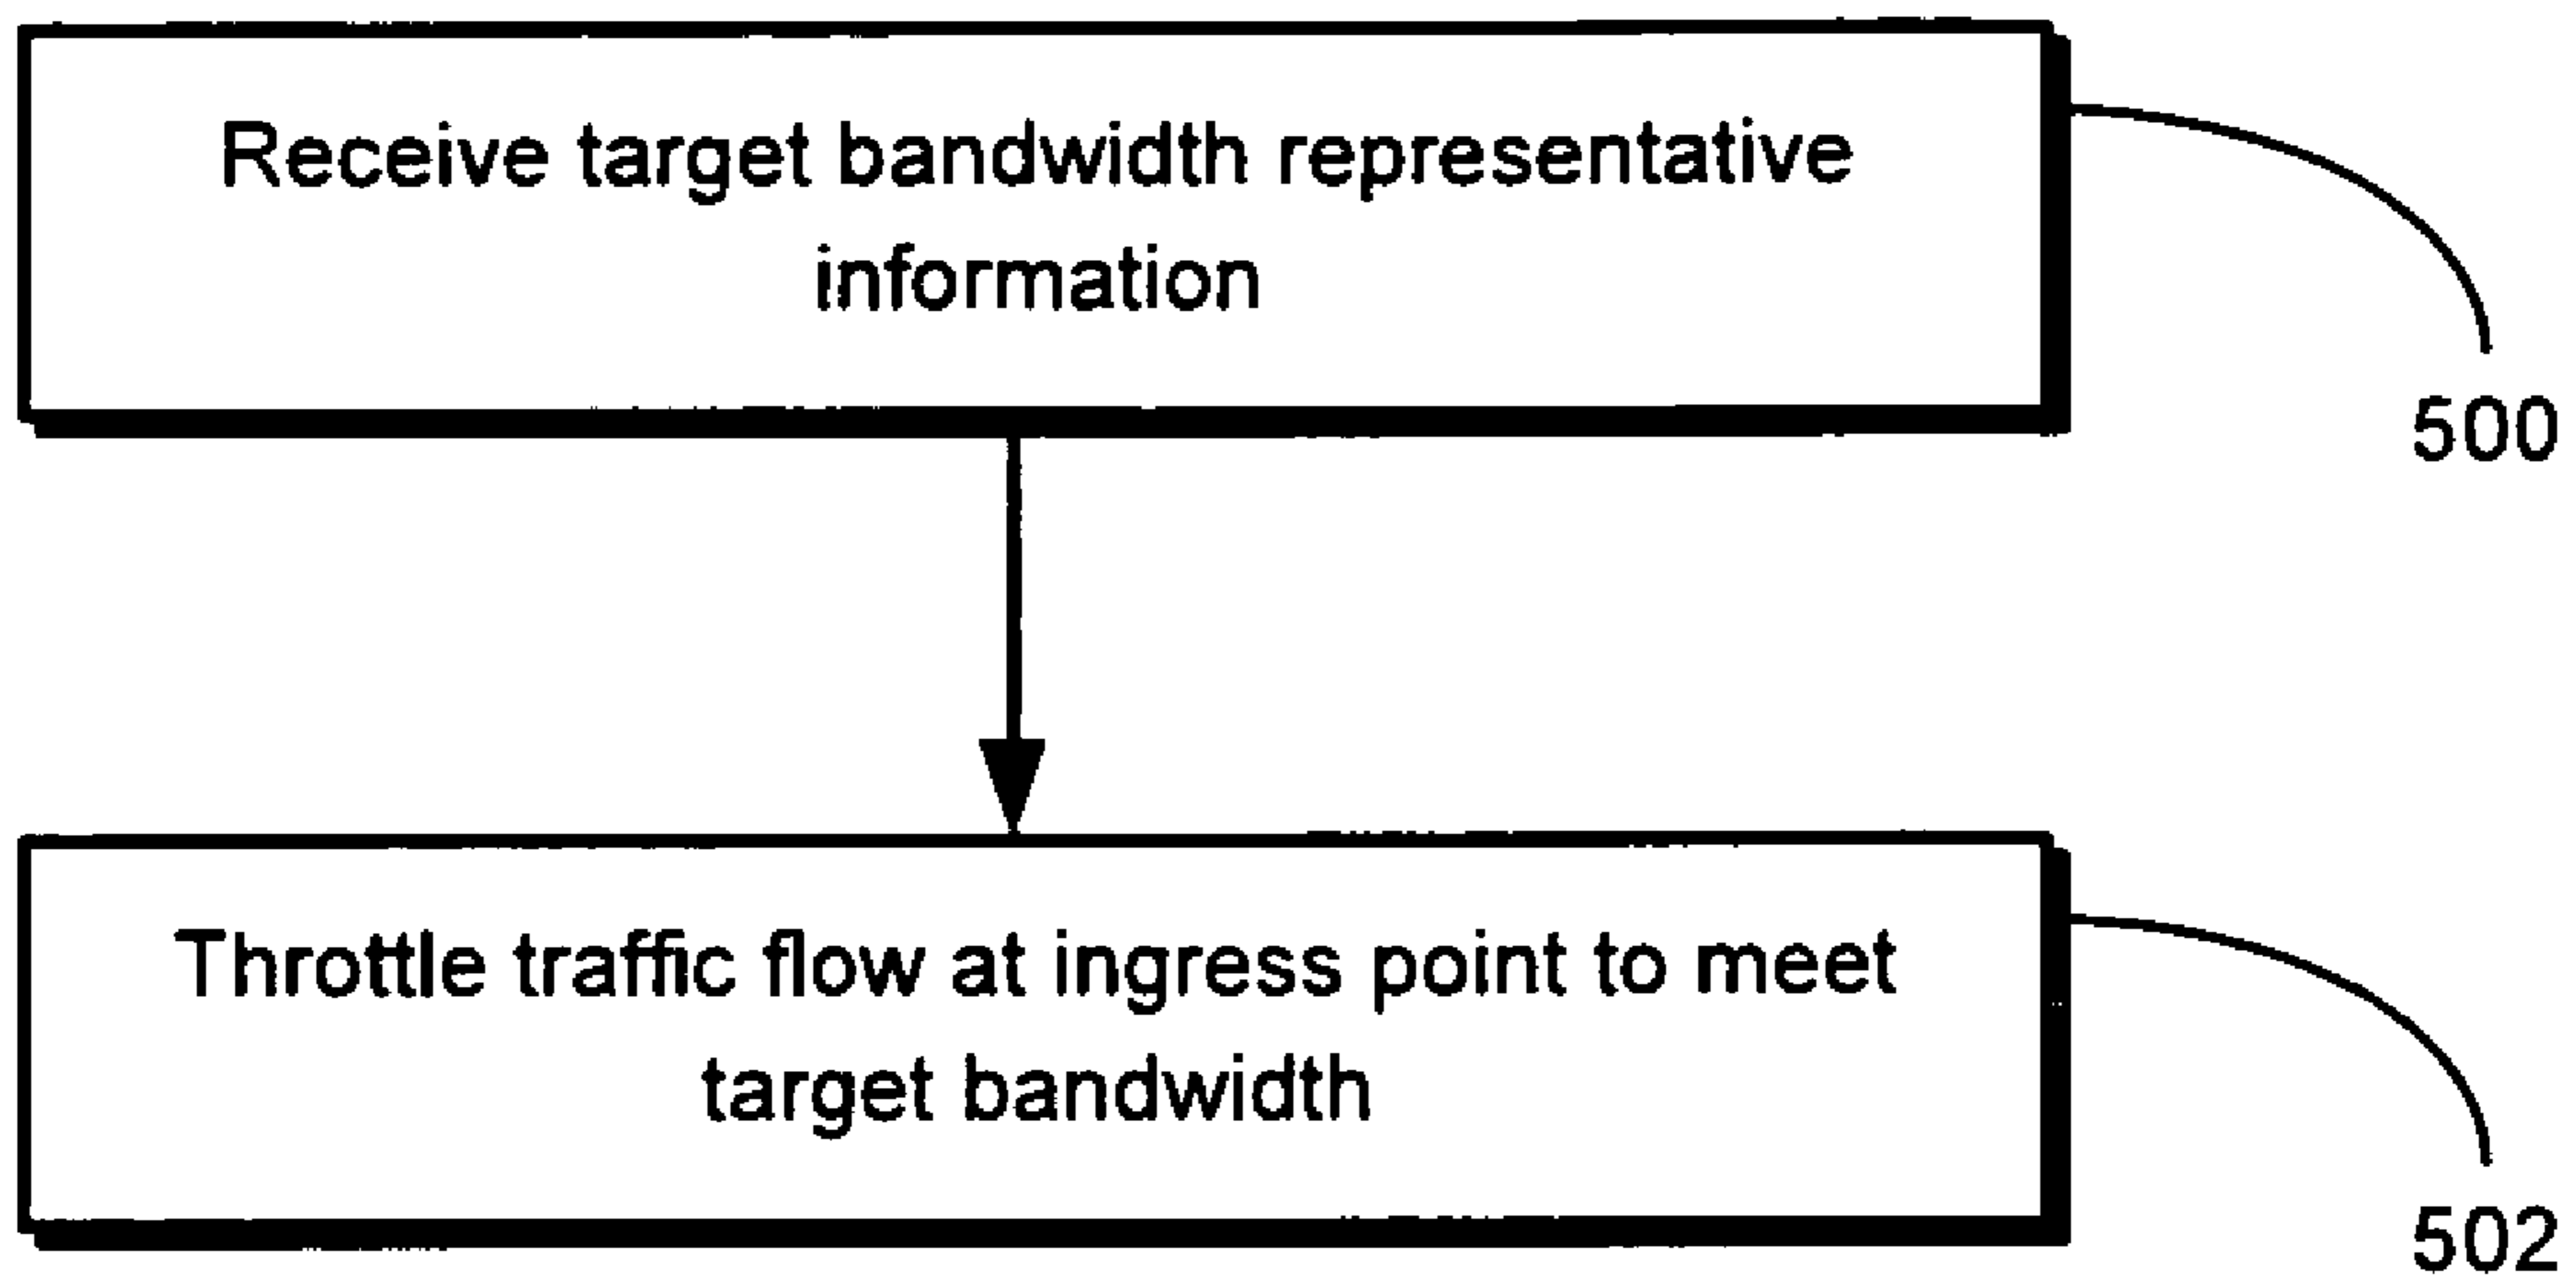 Receive target bandwidth representative
information
500
Throttle traffic flow at ingress point to meet
target bandwidth
502